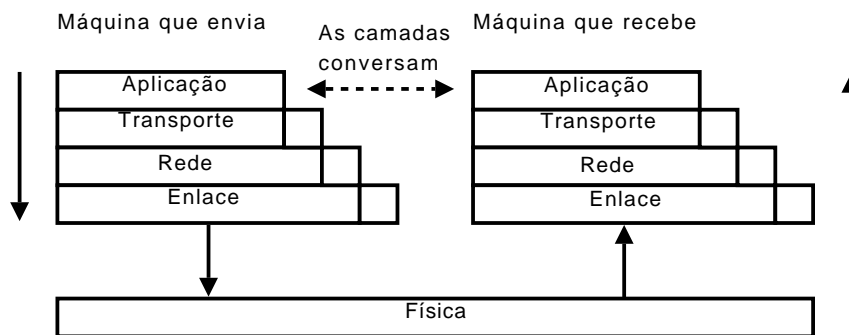 Máquina que envia
As camadas
conversam
Máquina que recebe
Aplicação
Transporte
Rede
Enlace
Aplicação
Transporte
Rede
Enlace
Física